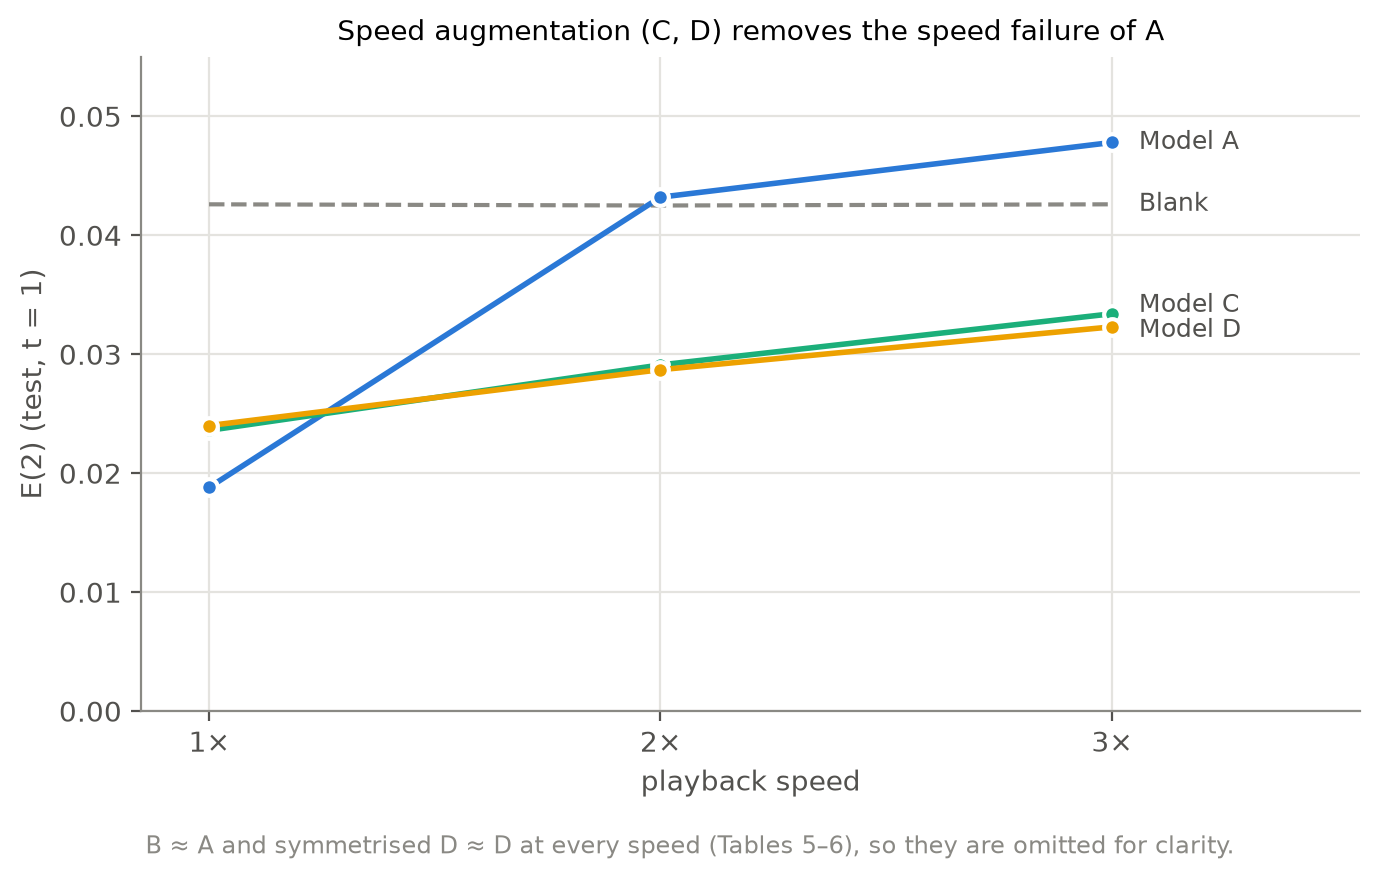 Speed augmentation (C, D) removes the speed failure of A
E(2) (test, t = 1)
0.05
0.04
0.03
0.02
0.01
0.00
Model A
Blank
Model C
Model D
1×
2×
3×
playback speed
B ≈ A and symmetrised D ≈ D at every speed (Tables 5–6), so they are omitted for clarity.